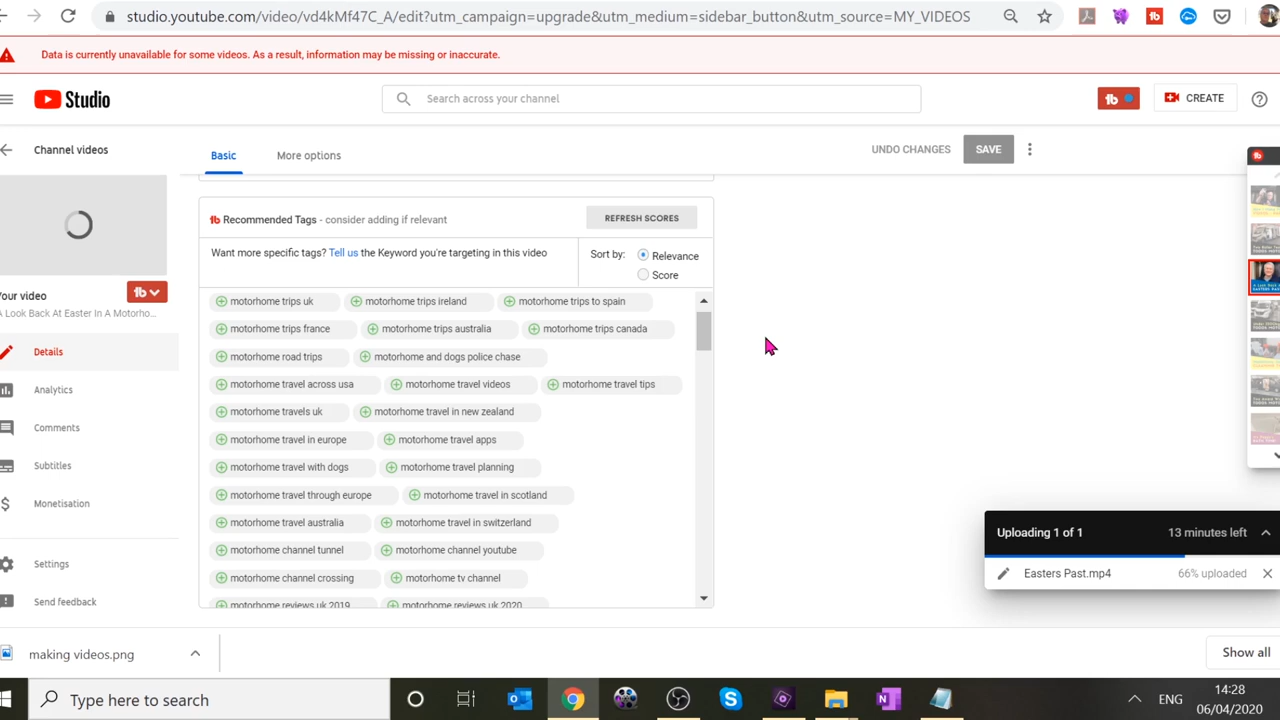 studio.youtube.com/video/vd4kMf47C_A/edit?utm_campaign=upgrade&utm_medium=sidebar_button&utm_source=MY_VIDEOS
Data is currently unavailable for some videos. As a result, information may be missing or inaccurate.
Studio
Search across your channel
CREATE
Channel videos
Basic
More options
UNDO CHANGES
SAVE
Recommended Tags - consider adding if relevant
REFRESH SCORES
Want more specific tags? Tell us the Keyword you're targeting in this video
Sort by:
Relevance
Score
motorhome trips uk
motorhome trips ireland
motorhome trips to spain
motorhome trips france
motorhome trips australia
motorhome trips canada
motorhome road trips
motorhome and dogs police chase
motorhome travel across usa
motorhome travel videos
motorhome travel tips
motorhome travels uk
motorhome travel in new zealand
motorhome travel in europe
motorhome travel apps
motorhome travel with dogs
motorhome travel planning
motorhome travel through europe
motorhome travel in scotland
motorhome travel australia
motorhome travel in switzerland
motorhome channel tunnel
motorhome channel youtube
motorhome channel crossing
motorhome tv channel
motorhome reviews uk 2019
motorhome reviews uk 2020
Your video
A Look Back At Easter In A Motorho...
Details
Analytics
Comments
Subtitles
Monetisation
Settings
Send feedback
Uploading 1 of 1
13 minutes left
Easters Past.mp4
66% uploaded
making videos.png
Show all
Type here to search
ENG
14:28
06/04/2020